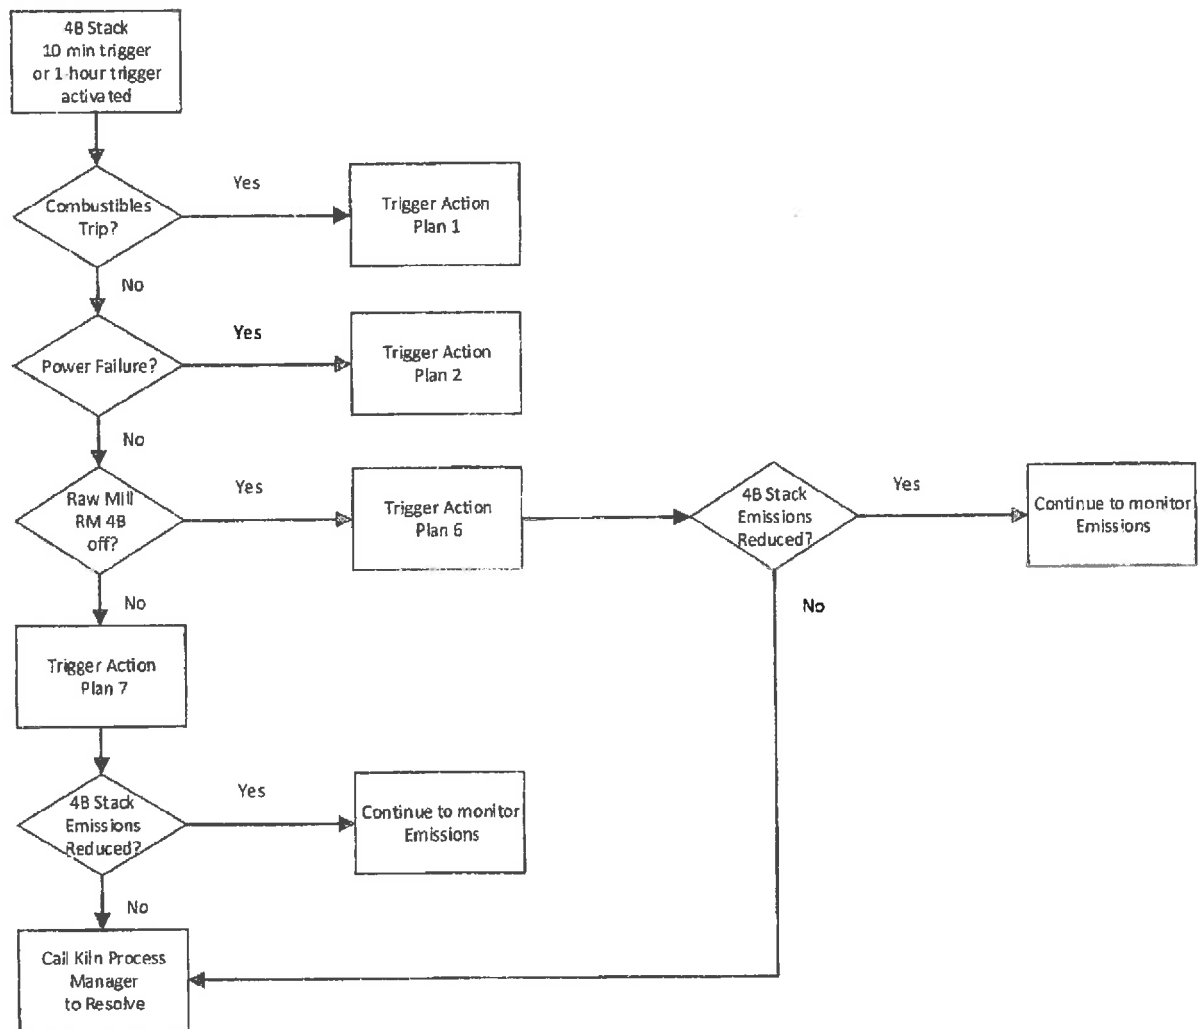 4B Stack
10 min trigger
or 1-hour trigger
activated
Combustibles
Trip?
Yes
Trigger Action
Plan 1
No
Power Failure?
Yes
Trigger Action
Plan 2
No
Raw Mill
RM 4B
off?
Yes
Trigger Action
Plan 6
4B Stack
Emissions
Reduced?
Yes
Continue to monitor
Emissions
No
No
Trigger Action
Plan 7
4B Stack
Emissions
Reduced?
Yes
Continue to monitor
Emissions
No
Call Kiln Process
Manager
to Resolve